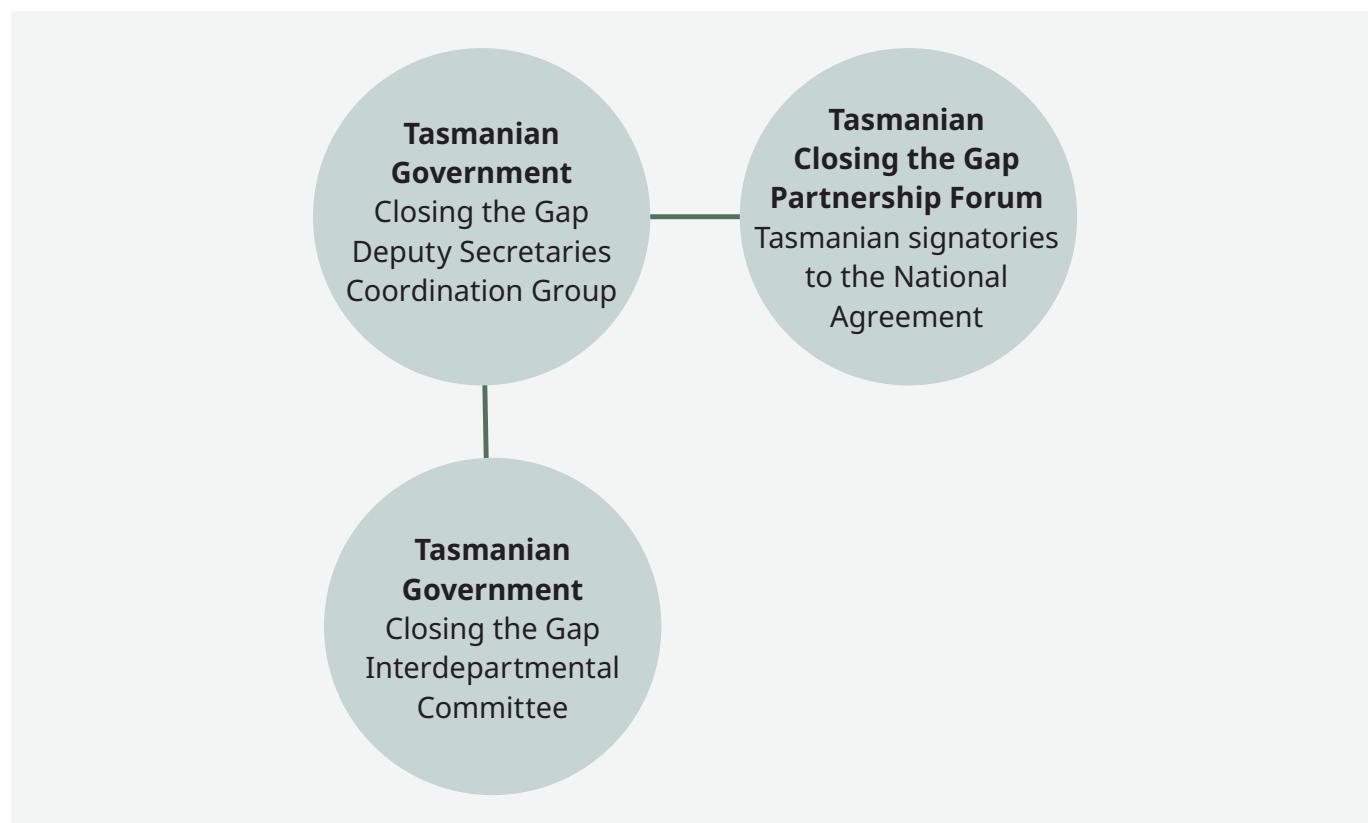 Tasmanian
Government
Closing the Gap
Deputy Secretaries
Coordination Group
Tasmanian
Closing the Gap
Partnership Forum
Tasmanian signatories
to the National
Agreement
Tasmanian
Government
Closing the Gap
Interdepartmental
Committee